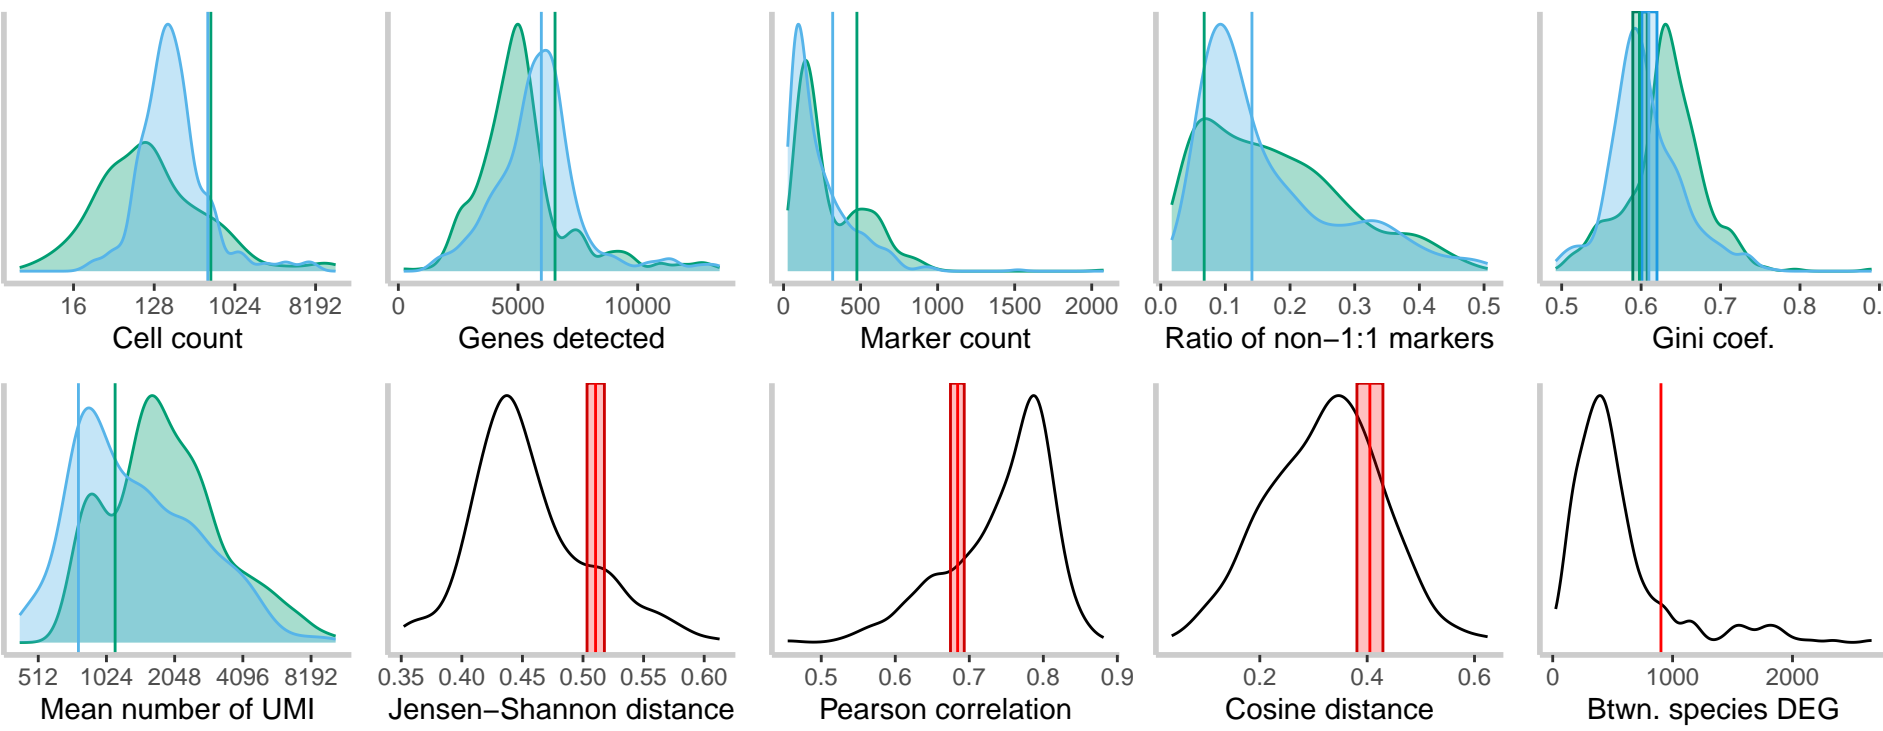 16 128 1024 8192
Cell count
0 5000 10000
Genes detected
0 500 1000 1500 2000
Marker count
0.0 0.1 0.2 0.3 0.4 0.5
Ratio of non−1:1 markers
0.5 0.6 0.7 0.8 0.
Gini coef.
512 1024 2048 4096 8192
Mean number of UMI
0.35 0.40 0.45 0.50 0.55 0.60
Jensen−Shannon distance
0.5 0.6 0.7 0.8 0.9
Pearson correlation
0.2 0.4 0.6
Cosine distance
0 1000 2000
Btwn. species DEG